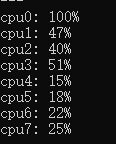 cpu0: 100%
cpu1: 47%
cpu2: 40%
cpu3: 51%
cpu4: 15%
cpu5: 18%
cpu6: 22%
cpu7: 25%